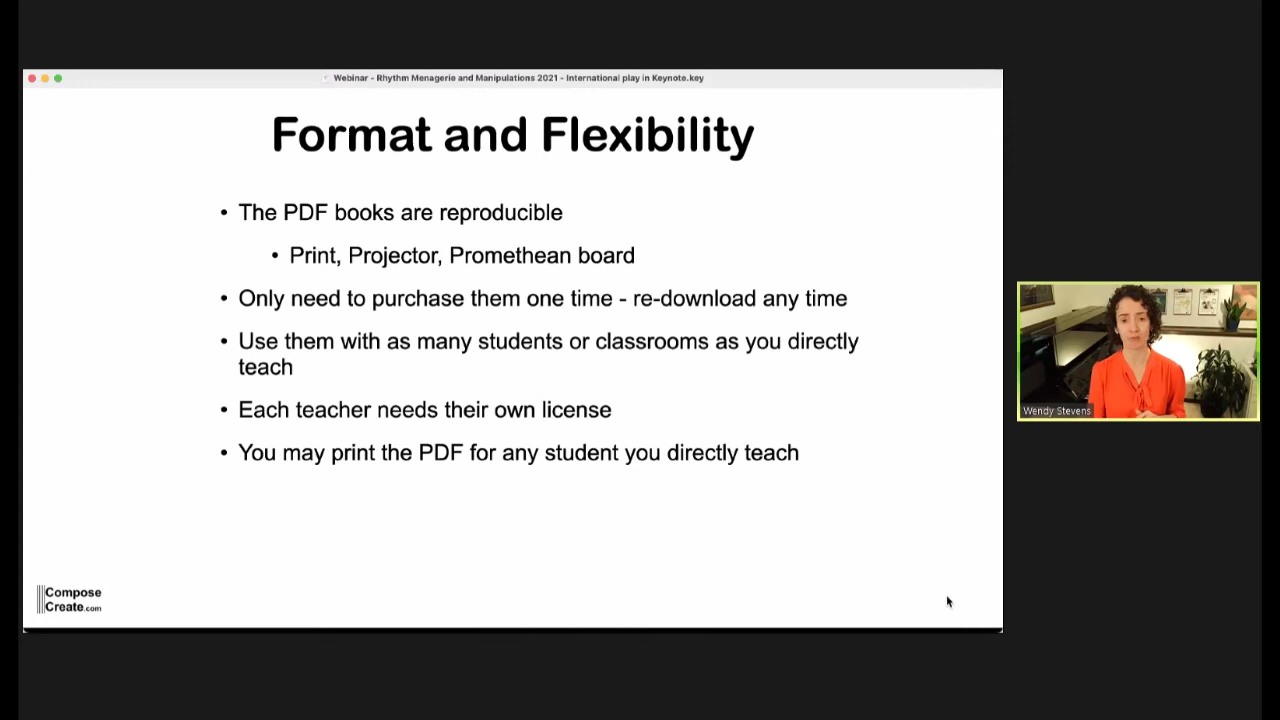 Webinar - Rhythm Menagerie and Manipulations 2021 - International play in Keynote.key
Format and Flexibility
• The PDF books are reproducible
• Print, Projector, Promethean board
• Only need to purchase them one time - re-download any time
• Use them with as many students or classrooms as you directly
teach
• Each teacher needs their own license
• You may print the PDF for any student you directly teach
Wendy Stevens
Compose
Create.com